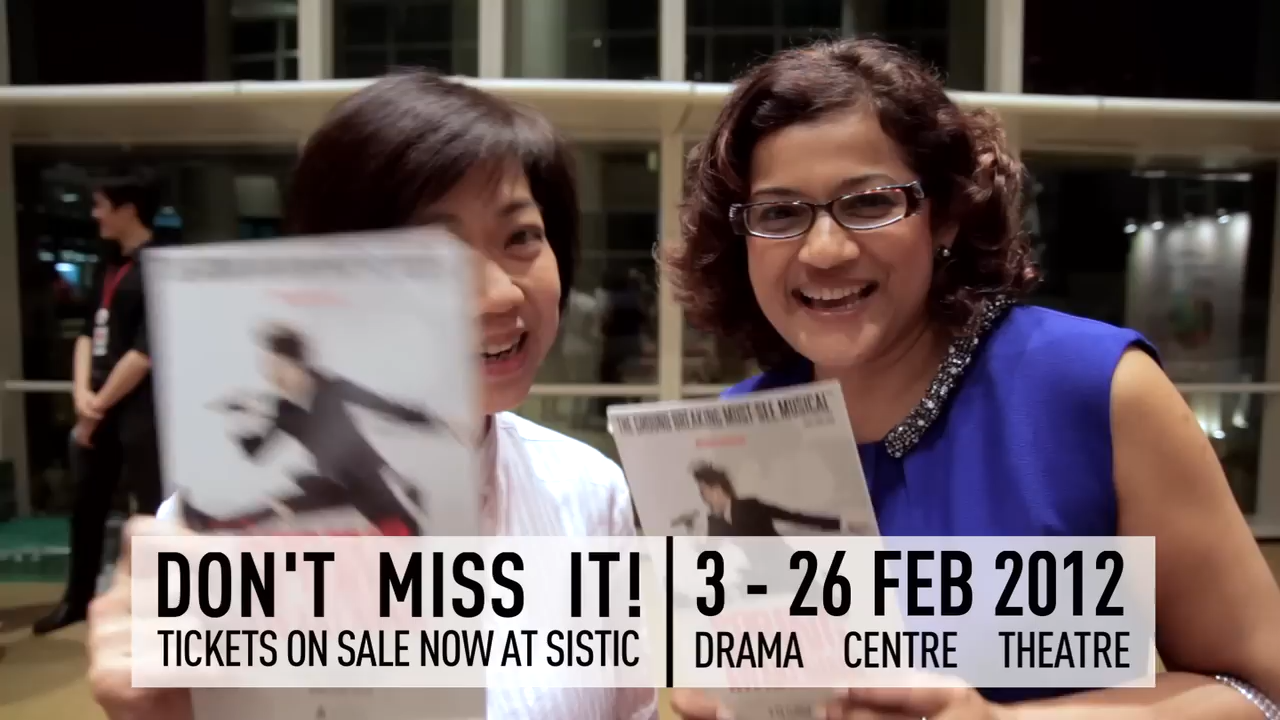 THE GROUND BREAKING MUST SEE MUSICAL
DON'T MISS IT!
TICKETS ON SALE NOW AT SISTIC
3 - 26 FEB 2012
DRAMA CENTRE THEATRE